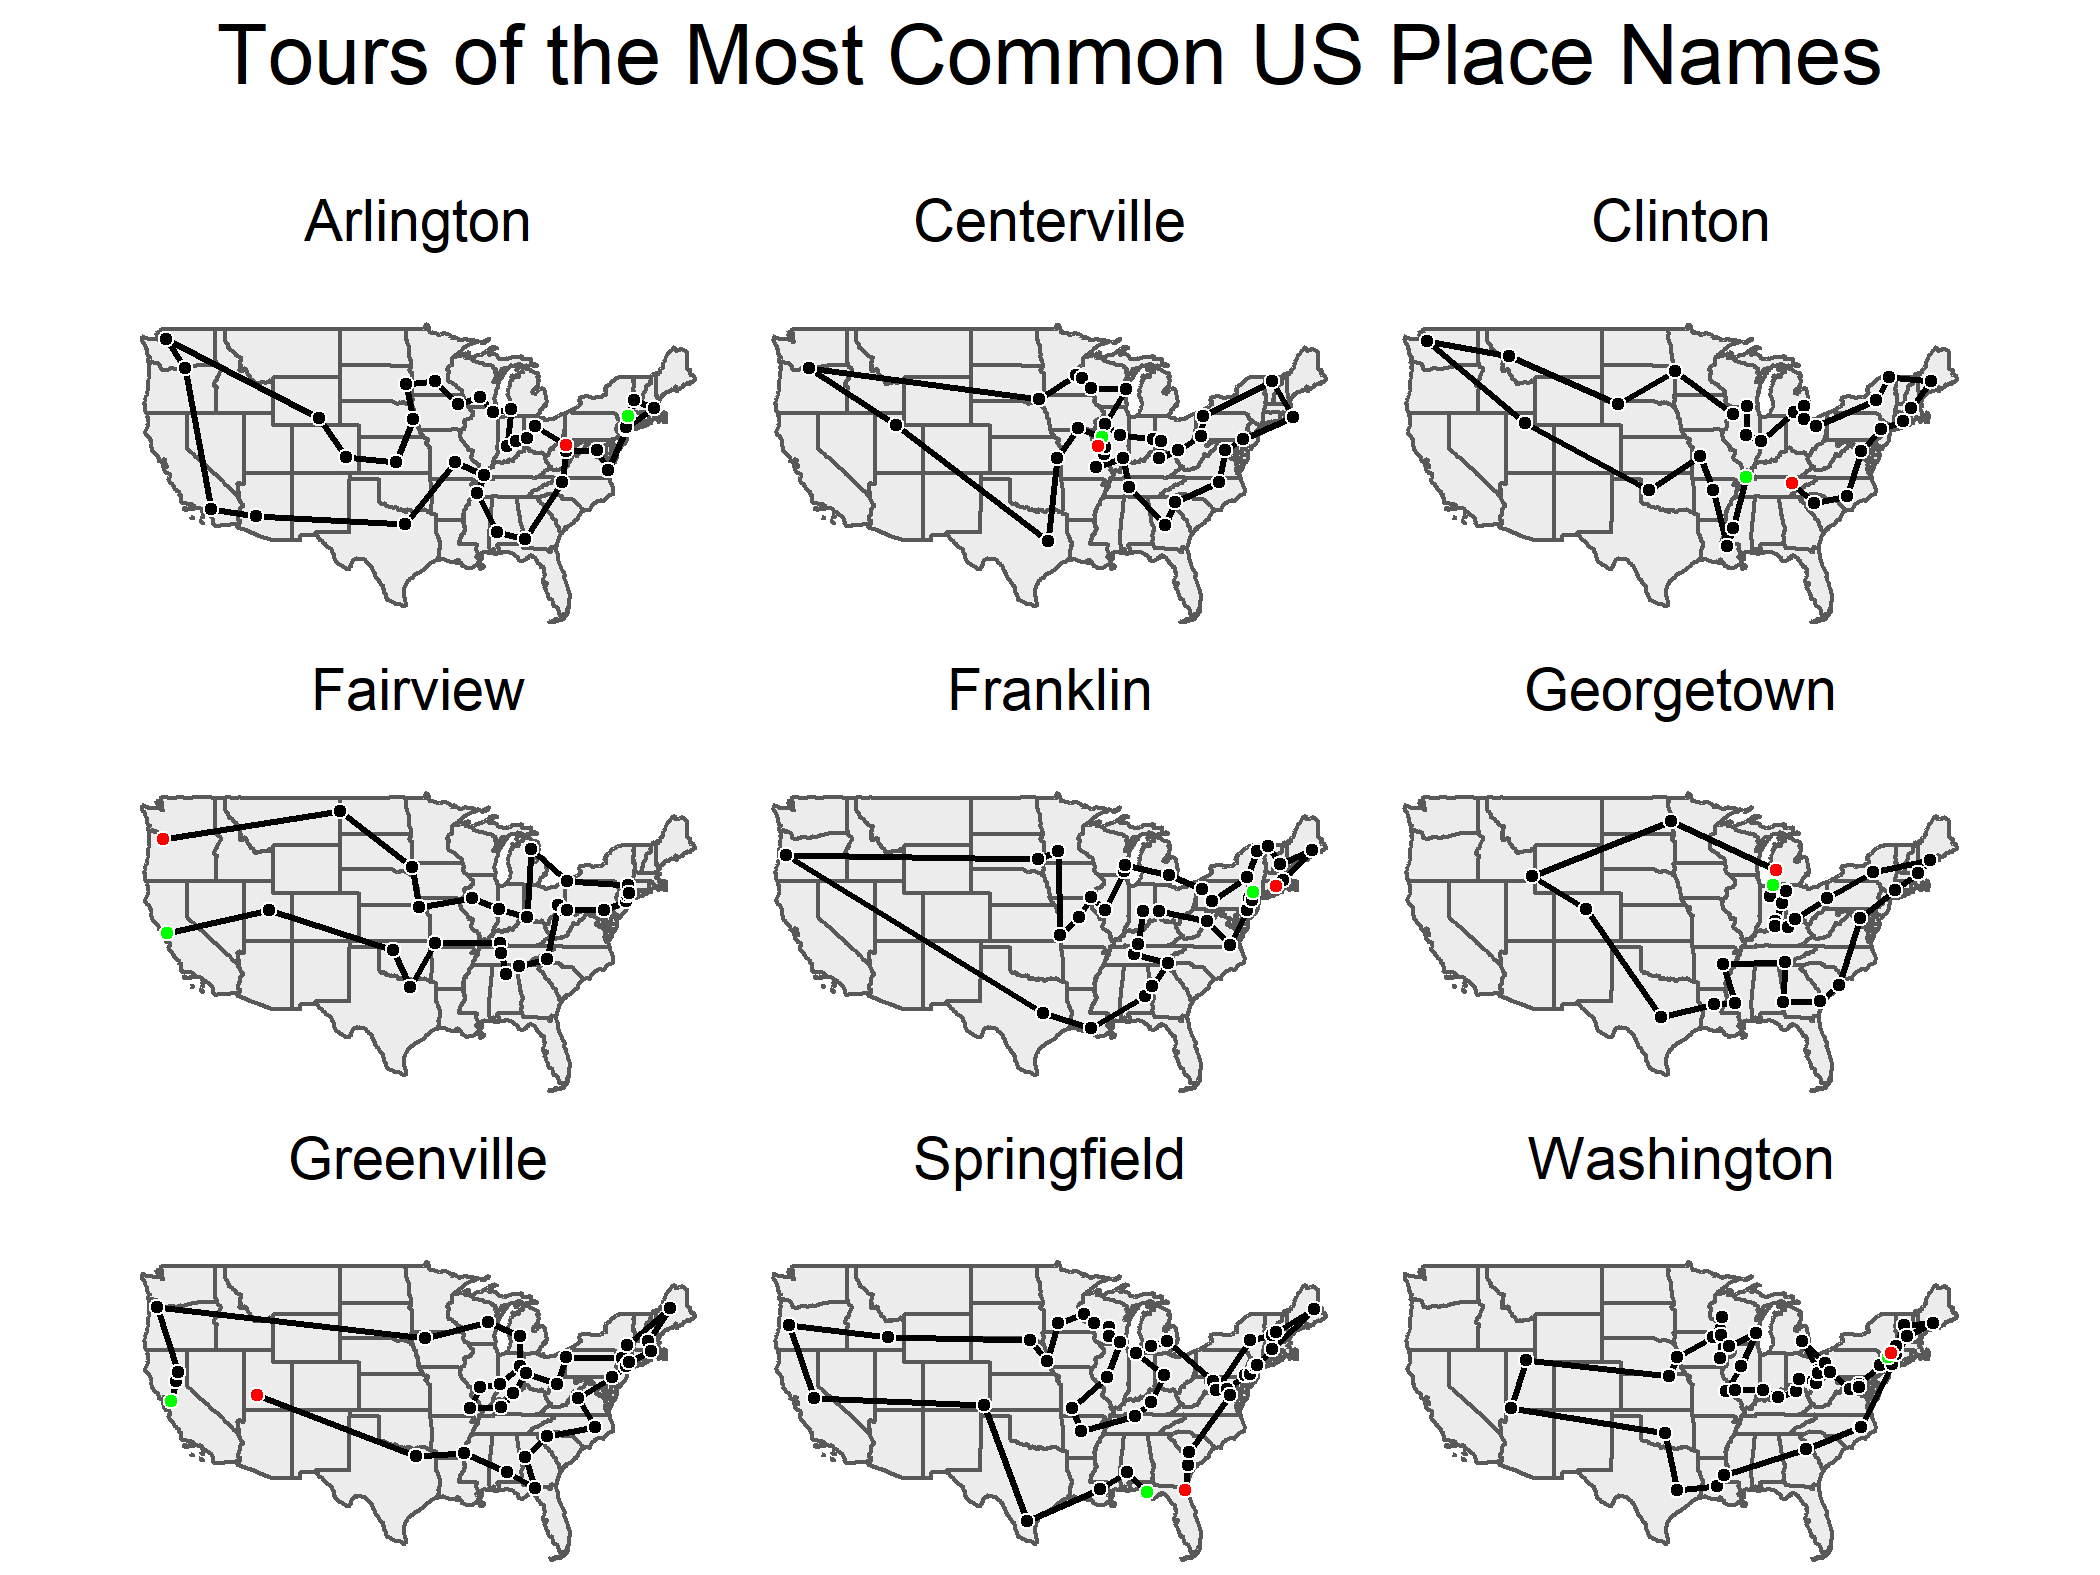 Tours of the Most Common US Place Names
Arlington
Centerville
Clinton
Fairview
Franklin
Georgetown
Greenville
Springfield
Washington